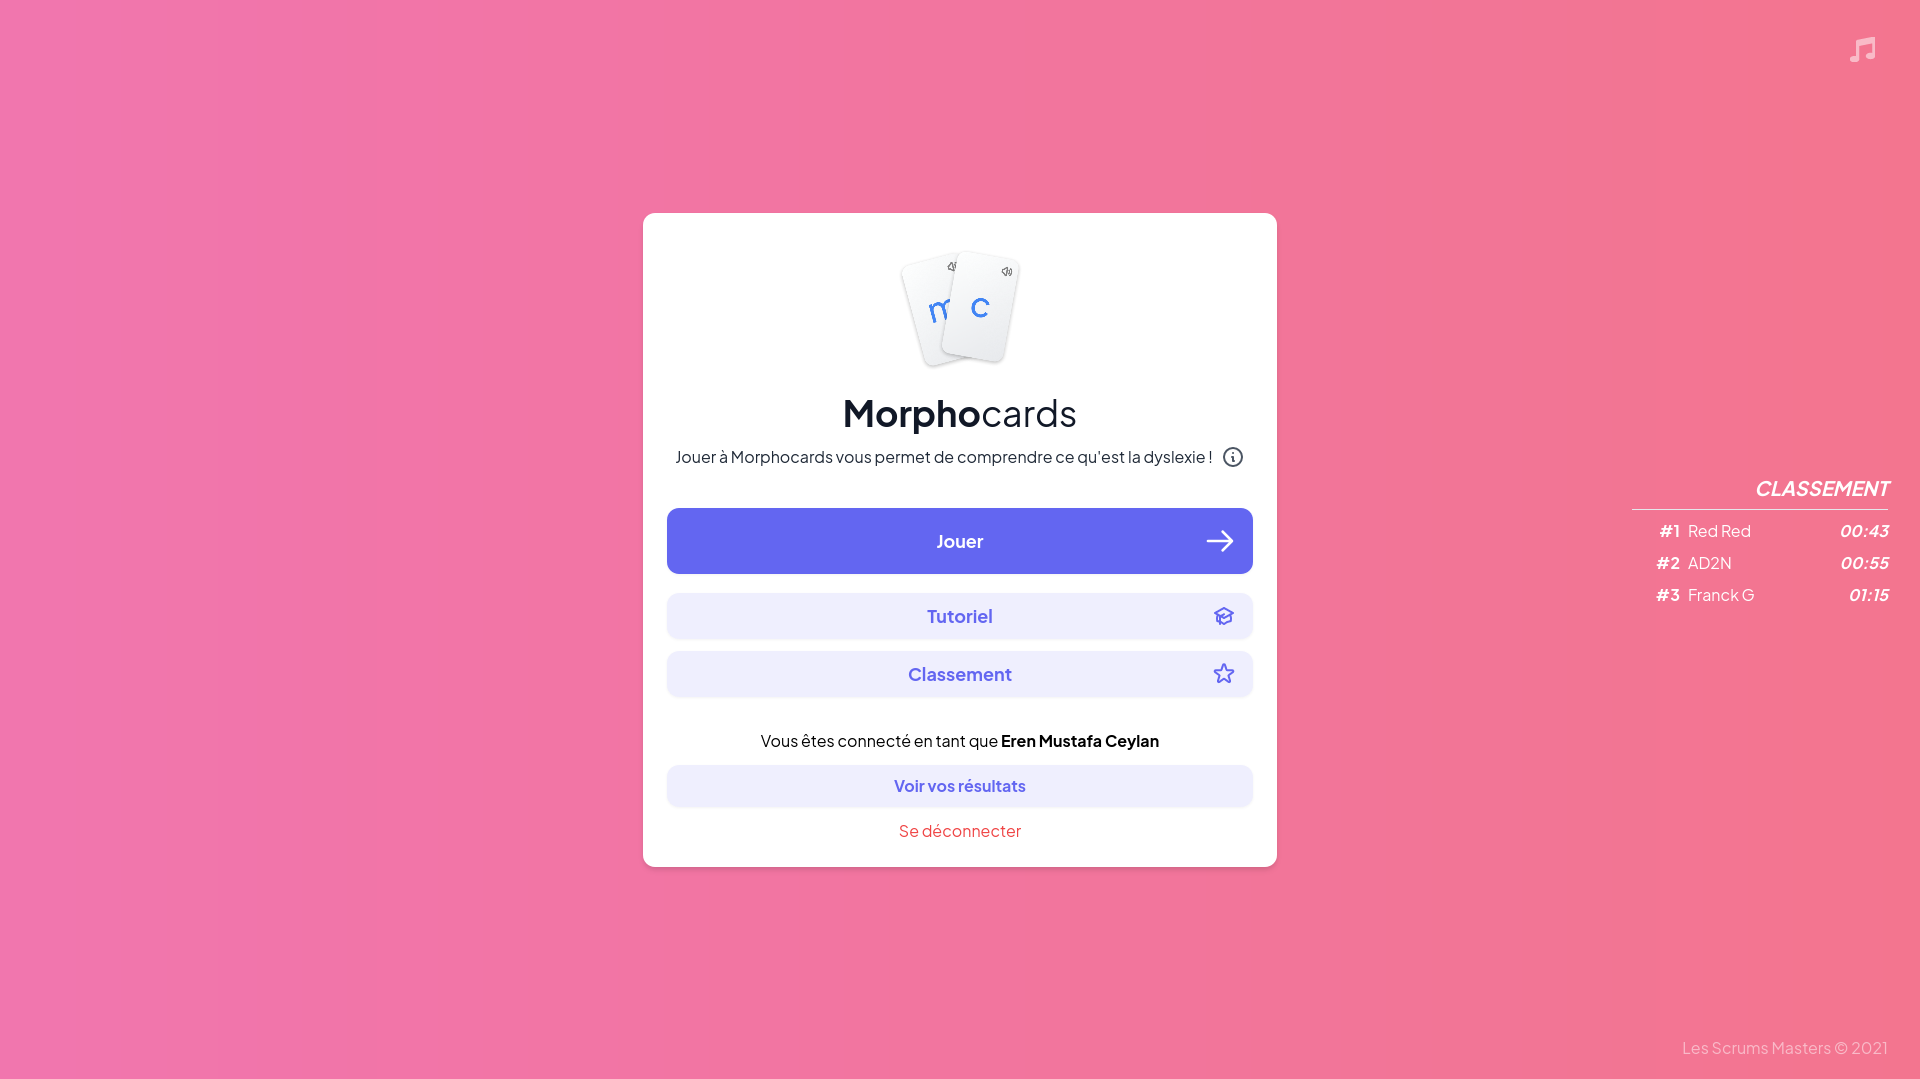 m c
Morphocards
Jouer à Morphocards vous permet de comprendre ce qu'est la dyslexie !
Jouer
Tutoriel
Classement
Vous êtes connecté en tant que Eren Mustafa Ceylan
Voir vos résultats
Se déconnecter
CLASSEMENT
#1 Red Red 00:43
#2 AD2N 00:55
#3 Franck G 01:15
Les Scrums Masters © 2021